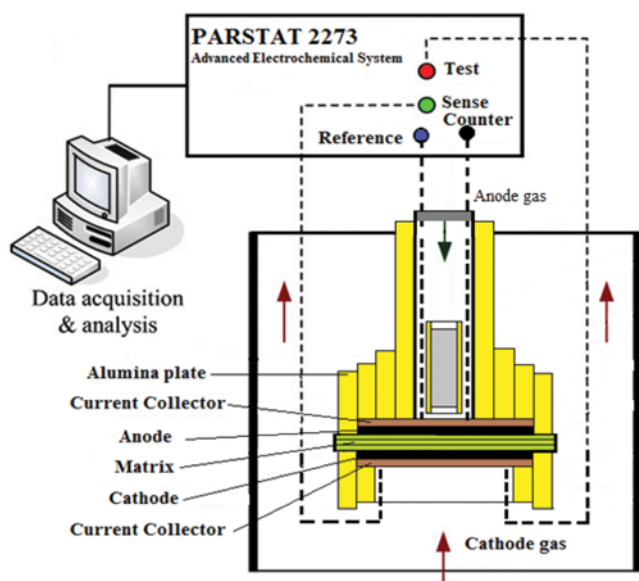 PARSTAT 2273
Advanced Electrochemical System
Test
Sense
Counter
Reference
Anode gas
Data acquisition
& analysis
Alumina plate
Current Collector
Anode
Matrix
Cathode
Current Collector
Cathode gas